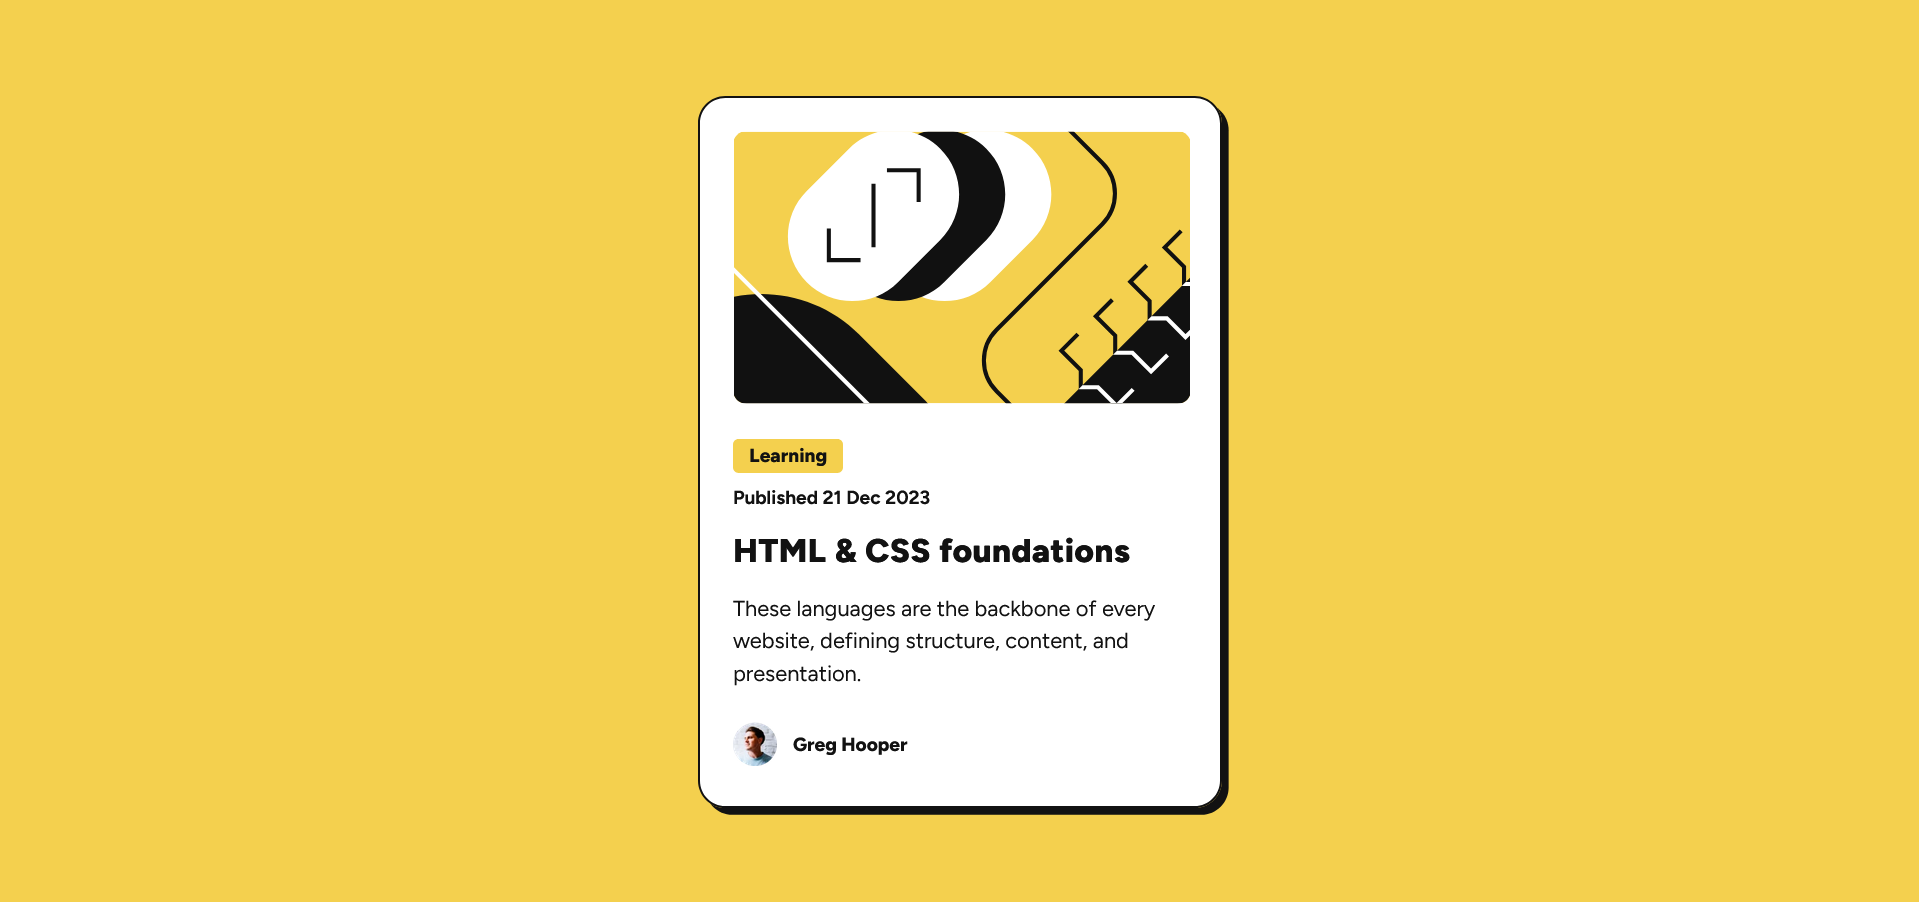 Learning
Published 21 Dec 2023
HTML & CSS foundations
These languages are the backbone of every
website, defining structure, content, and
presentation.
Greg Hooper